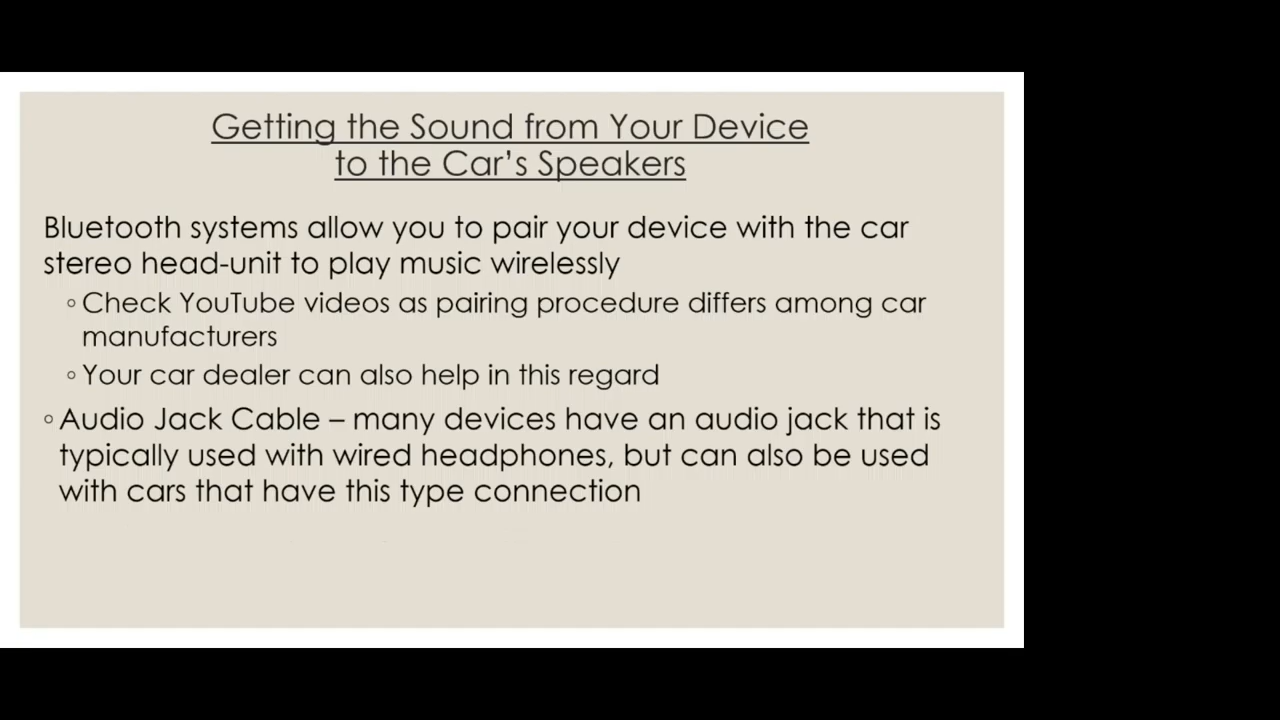 Getting the Sound from Your Device
to the Car’s Speakers
Bluetooth systems allow you to pair your device with the car
stereo head-unit to play music wirelessly
◦ Check YouTube videos as pairing procedure differs among car
manufacturers
◦ Your car dealer can also help in this regard
◦ Audio Jack Cable – many devices have an audio jack that is
typically used with wired headphones, but can also be used
with cars that have this type connection